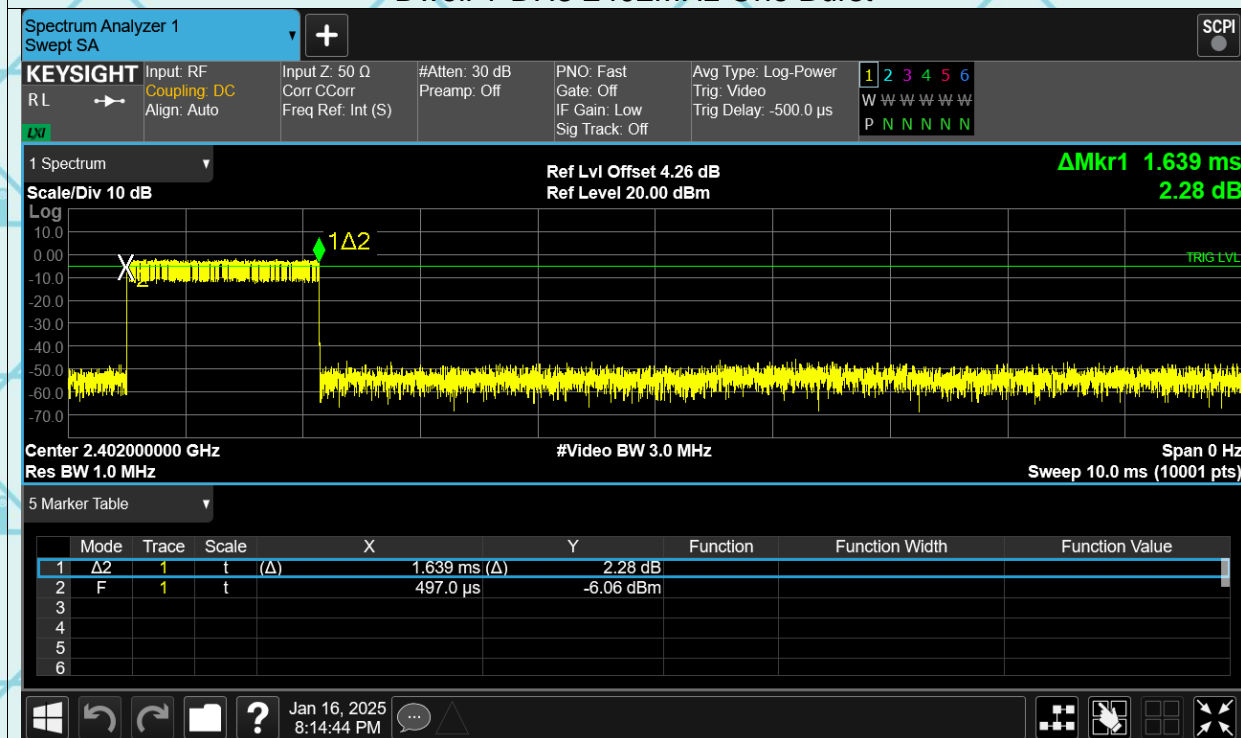 Spectrum Analyzer 1
Swept SA
SCPI
KEYSIGHT
RL
LXI
Input: RF
Coupling: DC
Align: Auto
Input Z: 50 Ω
Corr CCorr
Freq Ref: Int (S)
#Atten: 30 dB
Preamp: Off
PNO: Fast
Gate: Off
IF Gain: Low
Sig Track: Off
Avg Type: Log-Power
Trig: Video
Trig Delay: -500.0 µs
1 2 3 4 5 6
W W W W W W
P N N N N N
1 Spectrum
Scale/Div 10 dB
Ref Lvl Offset 4.26 dB
Ref Level 20.00 dBm
ΔMkr1 1.639 ms
2.28 dB
Log
10.0
0.00
-10.0
-20.0
-30.0
-40.0
-50.0
-60.0
-70.0
1Δ2
X
2
TRIG LVL
Center 2.402000000 GHz
#Video BW 3.0 MHz
Span 0 Hz
Res BW 1.0 MHz
Sweep 10.0 ms (10001 pts)
5 Marker Table
Mode Trace Scale X Y Function Function Width Function Value
1 Δ2 1 t (Δ) 1.639 ms (Δ) 2.28 dB
2 F 1 t 497.0 µs -6.06 dBm
3
4
5
6
?
Jan 16, 2025
8:14:44 PM